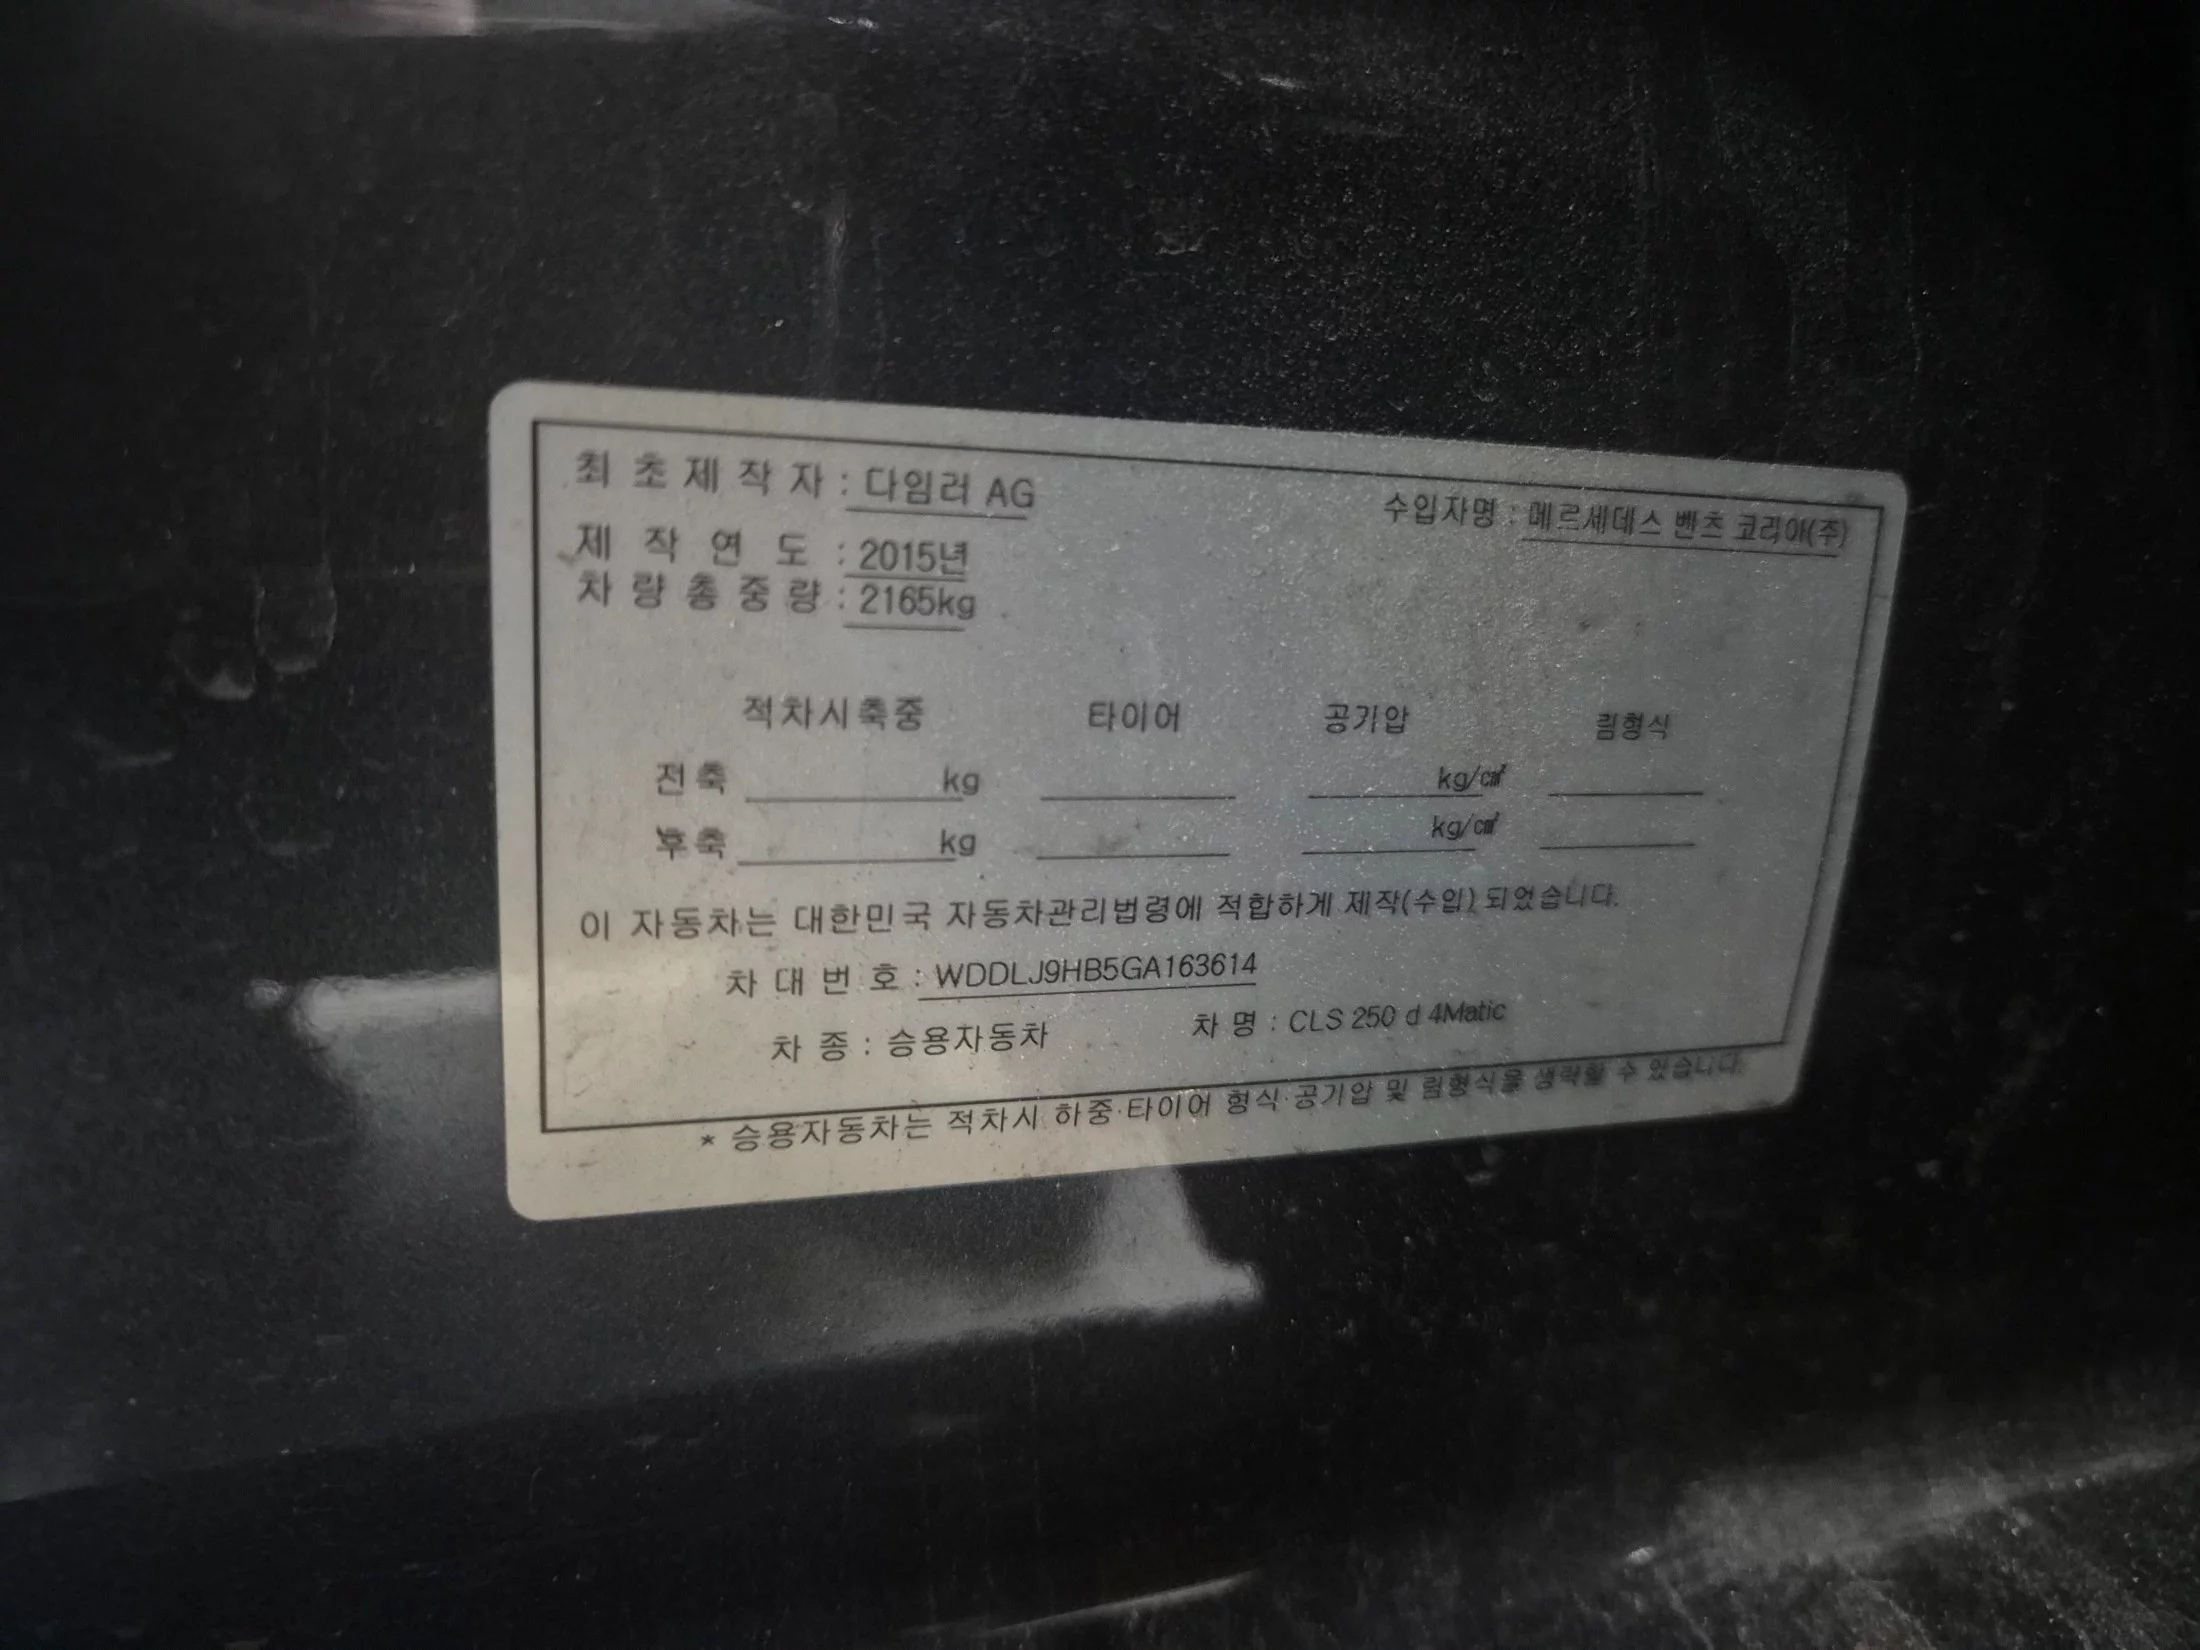 최초제작자 : 다임러 AG
수입자명 : 메르세데스 벤츠 코리아(주)
제작연도 : 2015년
차량총중량 : 2165kg
적차시축중 타이어 공기압 림형식
전축 kg kg/㎠
후축 kg kg/㎠
이 자동차는 대한민국 자동차관리법령에 적합하게 제작(수입) 되었습니다.
차대번호 : WDDLJ9HB5GA163614
차종 : 승용자동차 차명 : CLS 250 d 4Matic
* 승용자동차는 적차시 하중·타이어 형식·공기압 및 림형식을 생략할 수 있습니다.